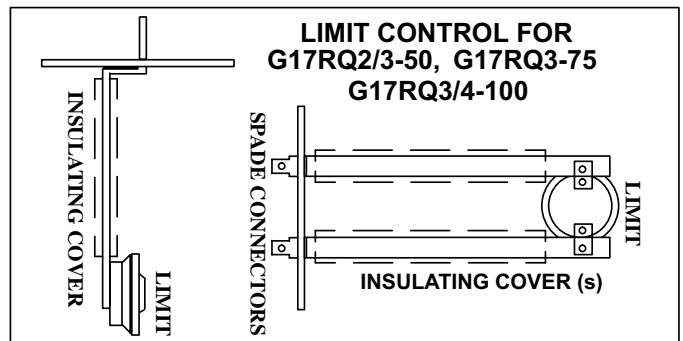 LIMIT CONTROL FOR
G17RQ2/3-50, G17RQ3-75
G17RQ3/4-100
INSULATING COVER
LIMIT
SPADE CONNECTORS
LIMIT
INSULATING COVER (s)